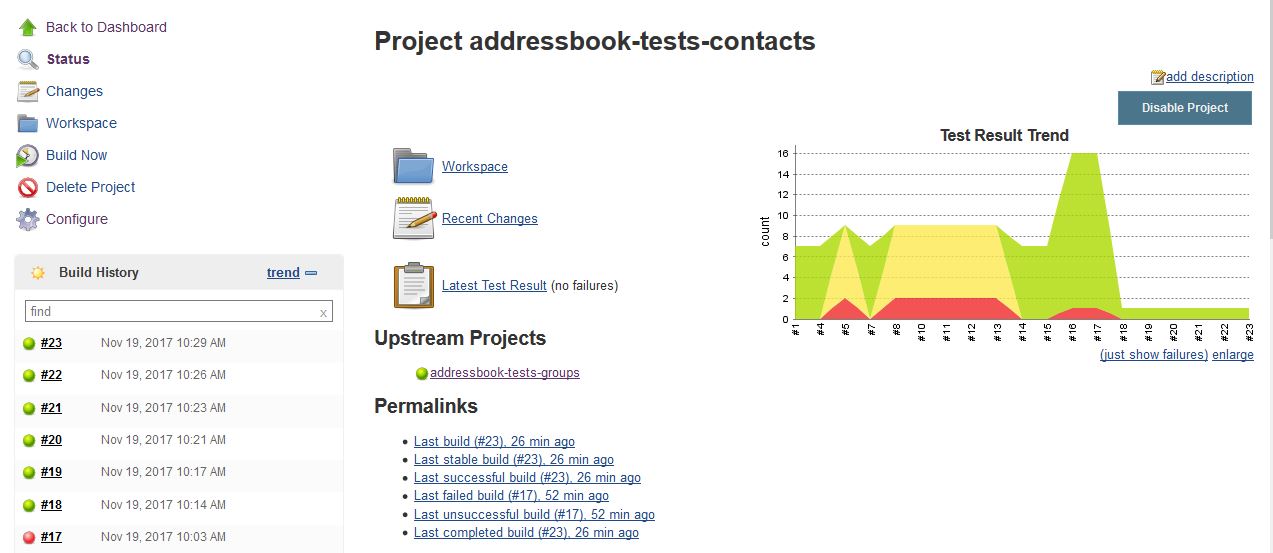 Back to Dashboard
Status
Changes
Workspace
Build Now
Delete Project
Configure
Build History trend
find x
#23 Nov 19, 2017 10:29 AM
#22 Nov 19, 2017 10:26 AM
#21 Nov 19, 2017 10:23 AM
#20 Nov 19, 2017 10:21 AM
#19 Nov 19, 2017 10:17 AM
#18 Nov 19, 2017 10:14 AM
#17 Nov 19, 2017 10:03 AM
Project addressbook-tests-contacts
add description
Disable Project
Workspace
Recent Changes
Latest Test Result (no failures)
Test Result Trend
count
16
14
12
10
8
6
4
2
0
#1
#4
#5
#7
#8
#10
#11
#12
#13
#14
#15
#16
#17
#18
#19
#20
#21
#22
#23
(just show failures) enlarge
Upstream Projects
addressbook-tests-groups
Permalinks
Last build (#23), 26 min ago
Last stable build (#23), 26 min ago
Last successful build (#23), 26 min ago
Last failed build (#17), 52 min ago
Last unsuccessful build (#17), 52 min ago
Last completed build (#23), 26 min ago